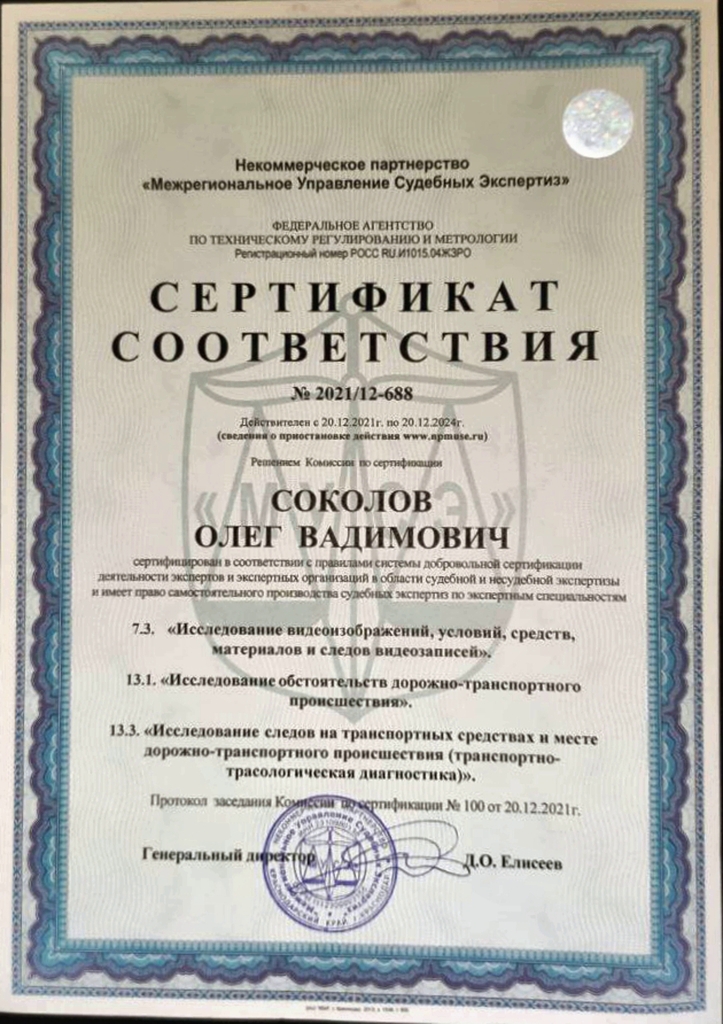 Некоммерческое партнерство
«Межрегиональное Управление Судебных Экспертиз»
ФЕДЕРАЛЬНОЕ АГЕНТСТВО
ПО ТЕХНИЧЕСКОМУ РЕГУЛИРОВАНИЮ И МЕТРОЛОГИИ
Регистрационный номер РОСС RU.И1015.04ЖЗРО
СЕРТИФИКАТ
СООТВЕТСТВИЯ
№ 2021/12-688
Действителен с 20.12.2021г. по 20.12.2024г.
(сведения о приостановке действия www.npmuse.ru)
Решением Комиссии по сертификации
«МУСЭ»
СОКОЛОВ
ОЛЕГ ВАДИМОВИЧ
сертифицирован в соответствии с правилами системы добровольной сертификации
деятельности экспертов и экспертных организаций в области судебной и несудебной экспертизы
и имеет право самостоятельного производства судебных экспертиз по экспертным специальностям
7.3. «Исследование видеоизображений, условий, средств,
материалов и следов видеозаписей».
13.1. «Исследование обстоятельств дорожно-транспортного
происшествия».
13.3. «Исследование следов на транспортных средствах и месте
дорожно-транспортного происшествия (транспортно-
трасологическая диагностика)».
Протокол заседания Комиссии по сертификации № 100 от 20.12.2021г.
Генеральный директор Д.О. Елисеев